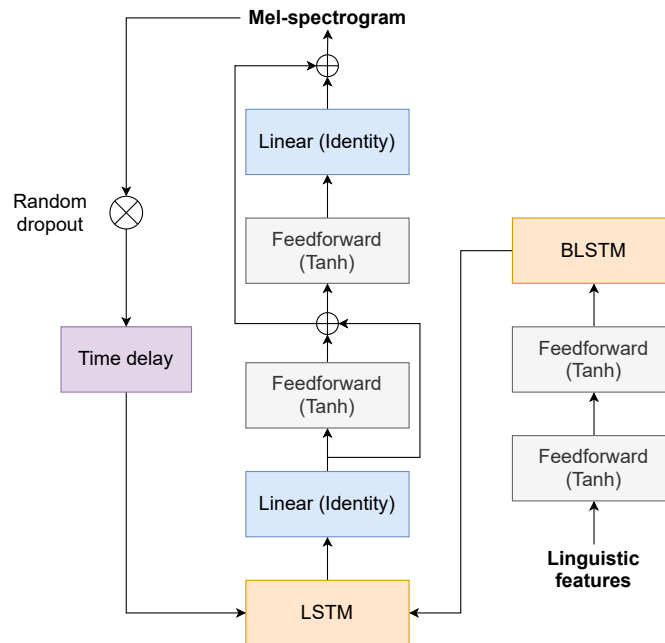 Mel-spectrogram
Linear (Identity)
Random
dropout
Feedforward
(Tanh)
BLSTM
Time delay
Feedforward
(Tanh)
Feedforward
(Tanh)
Feedforward
(Tanh)
Linear (Identity)
Linguistic
features
LSTM